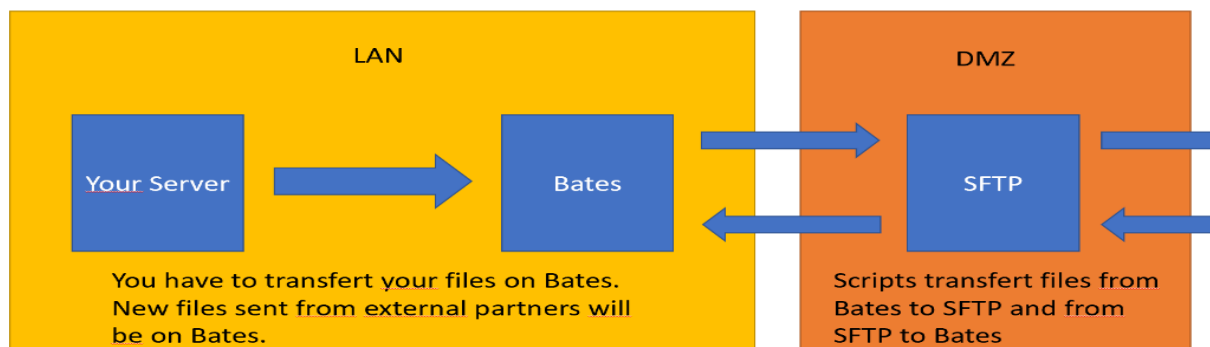 LAN
DMZ
Your Server
Bates
SFTP
You have to transfert your files on Bates.
New files sent from external partners will
be on Bates.
Scripts transfert files from
Bates to SFTP and from
SFTP to Bates